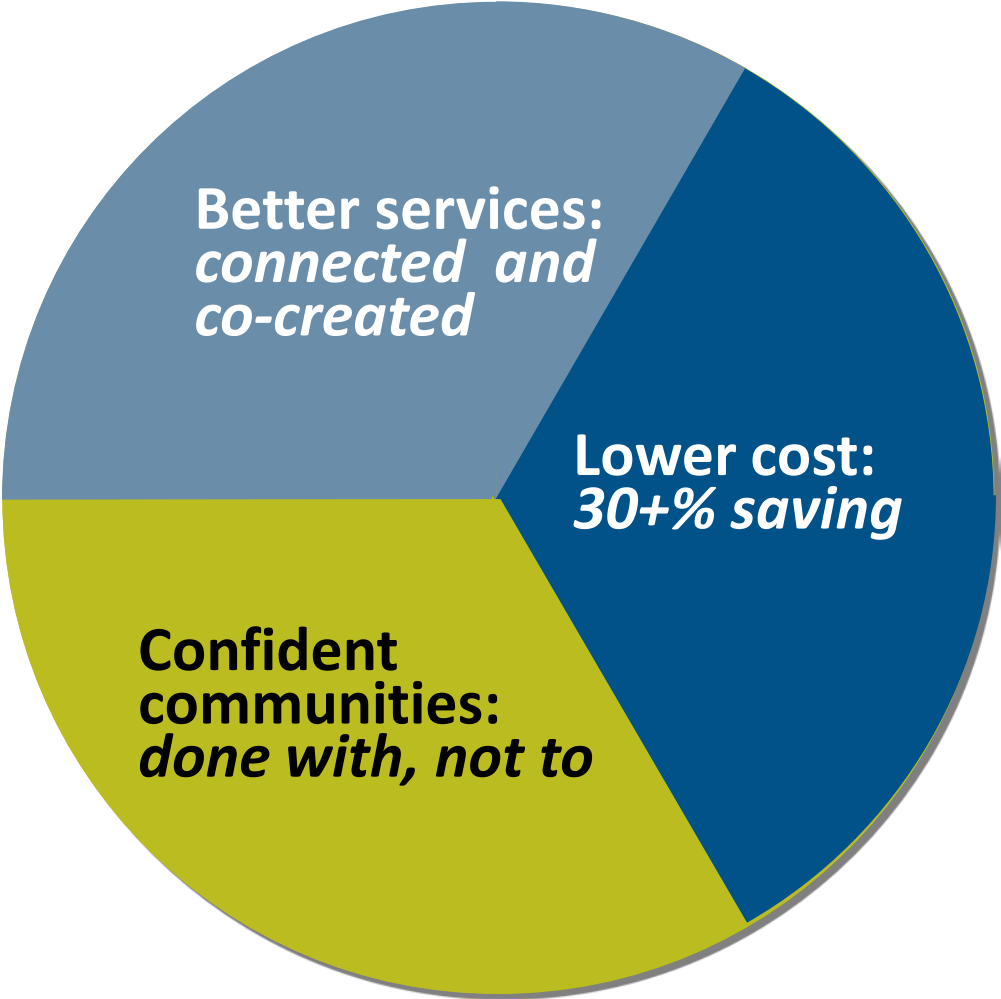 Better services:
connected  and
co-created
Lower cost:
30+% saving
Confident
communities:
done with, not to